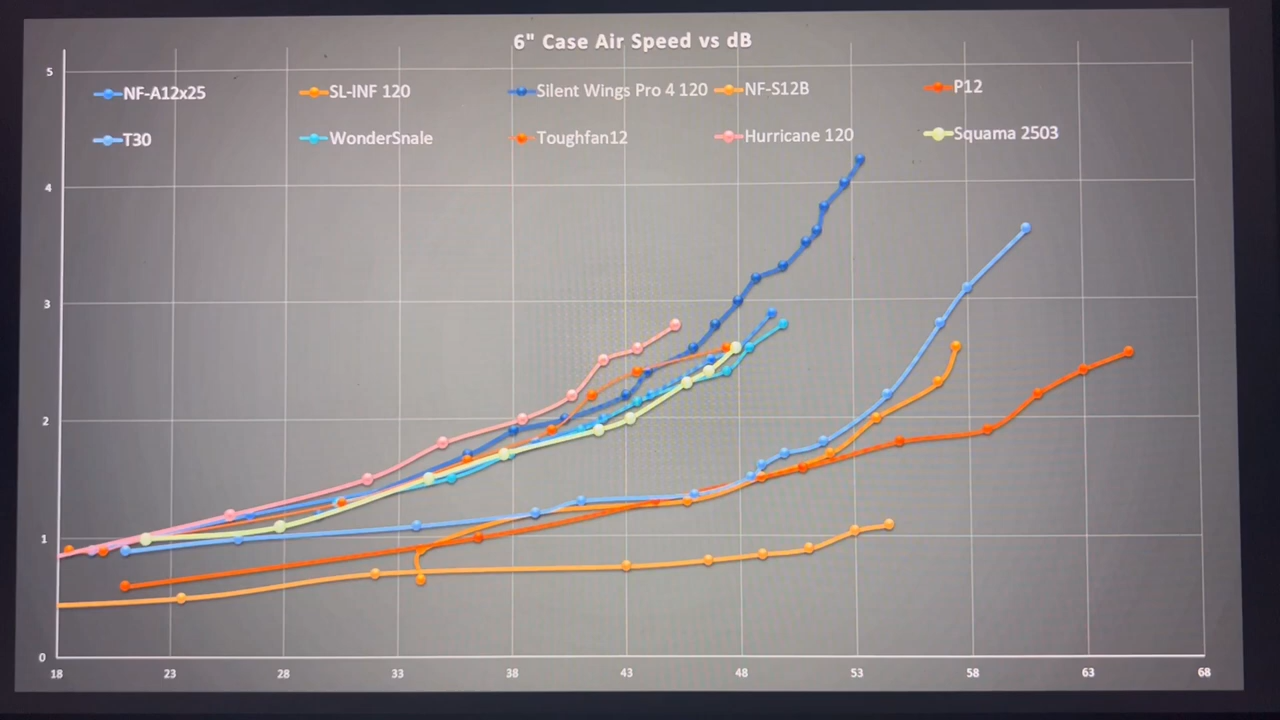 6" Case Air Speed vs dB
5
NF-A12x25 SL-INF 120 Silent Wings Pro 4 120 NF-S12B P12
T30 WonderSnale Toughfan12 Hurricane 120 Squama 2503
4
3
2
1
0
18 23 28 33 38 43 48 53 58 63 68